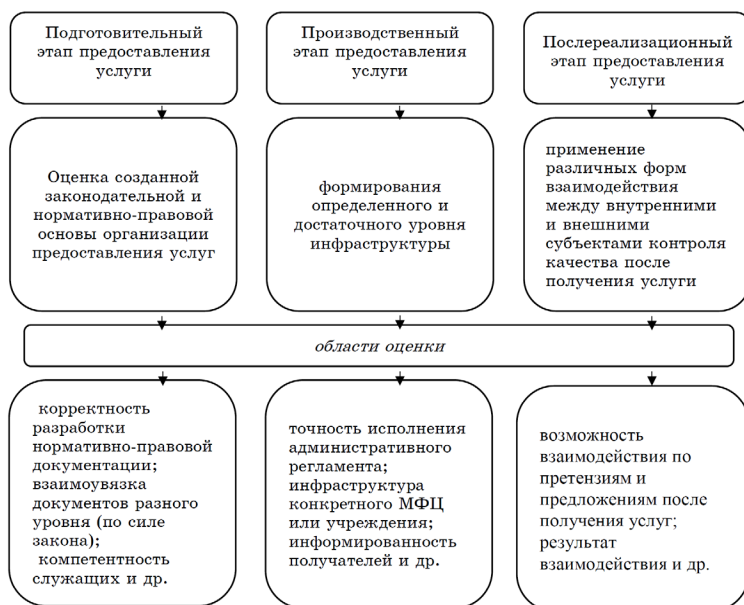 Подготовительный
этап предоставления
услуги
Производственный
этап предоставления
услуги
Послереализационный
этап предоставления
услуги
Оценка созданной
законодательной и
нормативно-правовой
основы организации
предоставления услуг
формирования
определенного и
достаточного уровня
инфраструктуры
применение
различных форм
взаимодействия
между внутренними
и внешними
субъектами контроля
качества после
получения услуги
области оценки
корректность
разработки
нормативно-правовой
документации;
взаимоувязка
документов разного
уровня (по силе
закона);
компетентность
служащих и др.
точность исполнения
административного
регламента;
инфраструктура
конкретного МФЦ
или учреждения;
информированность
получателей и др.
возможность
взаимодействия по
претензиям и
предложениям после
получения услуг;
результат
взаимодействия и др.